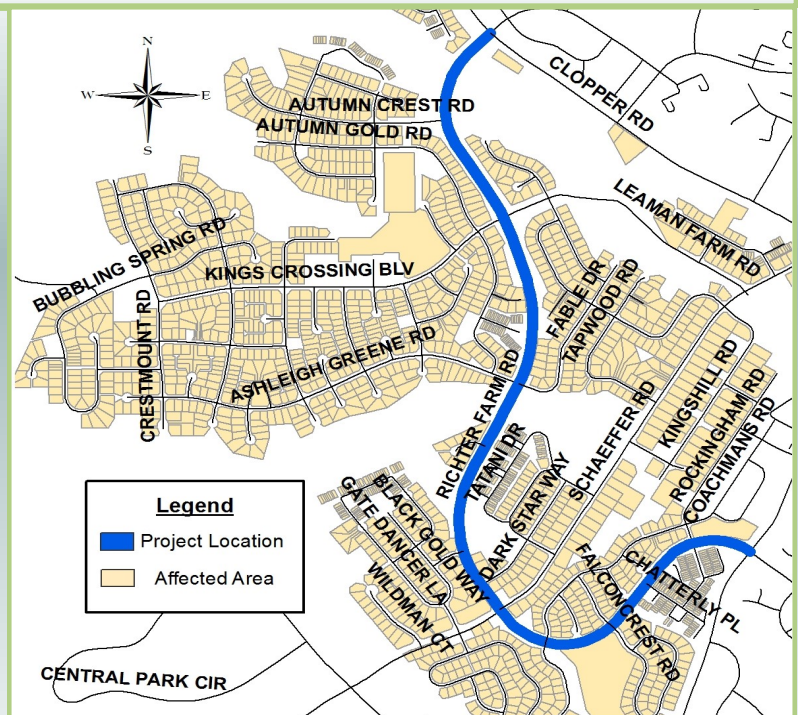 N
W E
S
CLOPPER RD
AUTUMN CREST RD
AUTUMN GOLD RD
LEAMAN FARM RD
BUBBLING SPRING RD
KINGS CROSSING BLV
FABLE DR
TAPWOOD RD
CRESTMOUNT RD
ASHLEIGH GREENE RD
RICHTER FARM RD
TATANI DR
SCHAEFFER RD
KINGSHILL RD
ROCKINGHAM RD
COACHMANS RD
BLACK GOLD WAY
GATE DANCER LA
WILDMAN CT
DARK STAR WAY
FALCONCREST RD
CHATTERLY PL
Legend
Project Location
Affected Area
CENTRAL PARK CIR